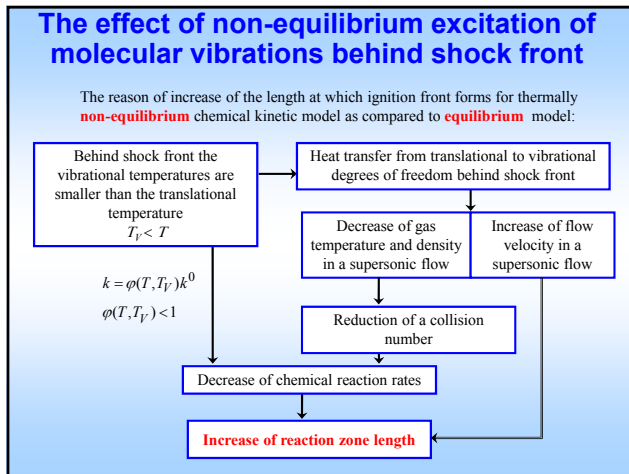 The effect of non-equilibrium excitation of
molecular vibrations behind shock front
The reason of increase of the length at which ignition front forms for thermally
non-equilibrium chemical kinetic model as compared to equilibrium model:
Behind shock front the
vibrational temperatures are
smaller than the translational
temperature
T_V < T
Heat transfer from translational to vibrational
degrees of freedom behind shock front
Decrease of gas
temperature and density
in a supersonic flow
Increase of flow
velocity in a
supersonic flow
k = φ(T,T_V)k⁰
φ(T,T_V) < 1
Reduction of a collision
number
Decrease of chemical reaction rates
Increase of reaction zone length